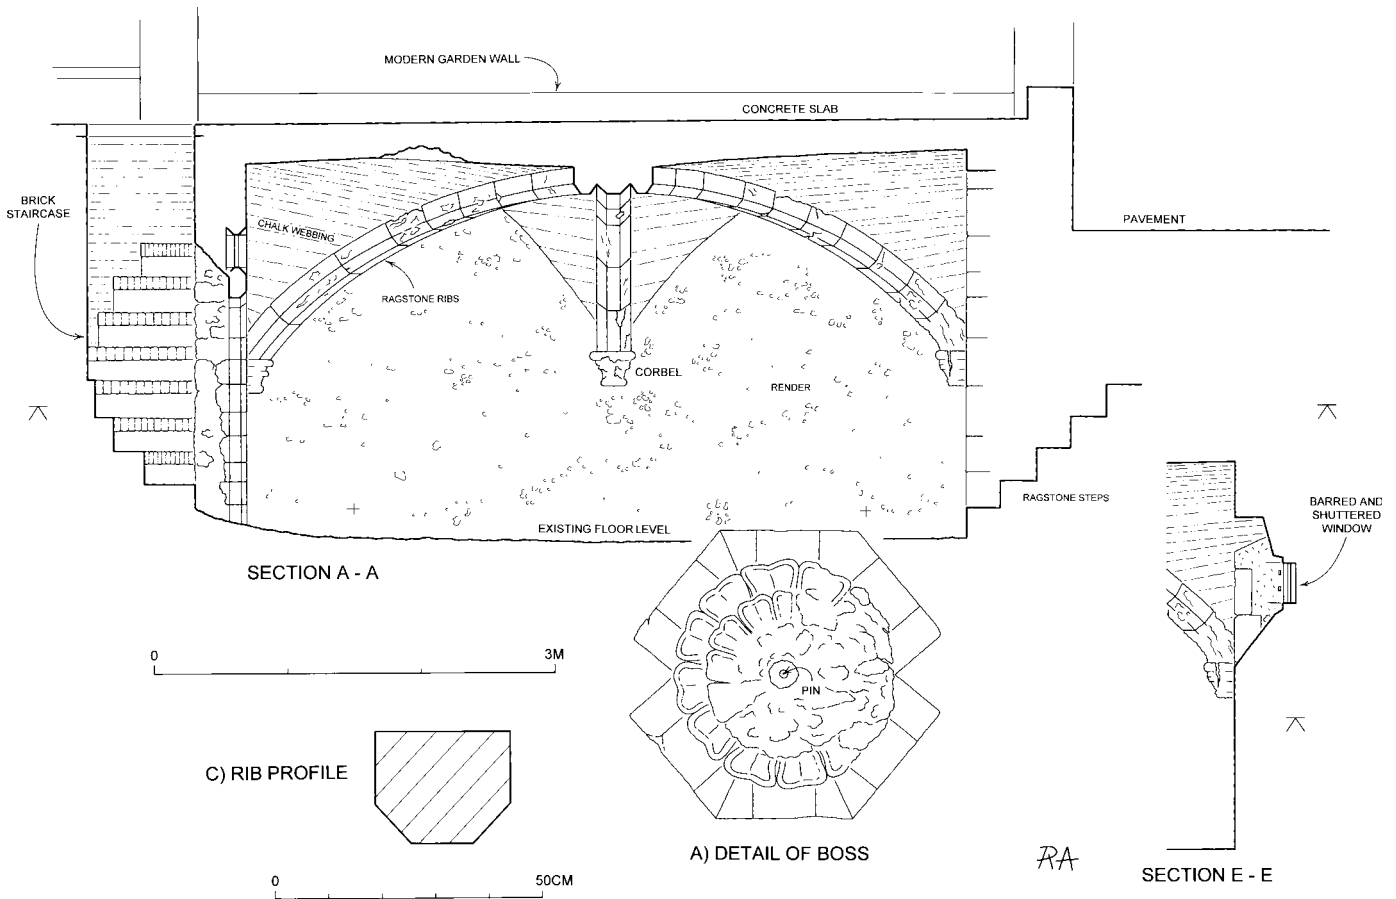 MODERN GARDEN WALL
CONCRETE SLAB
BRICK
STAIRCASE
PAVEMENT
CHALK WEBBING
RAGSTONE RIBS
CORBEL
RENDER
RAGSTONE STEPS
BARRED AND
SHUTTERED
WINDOW
EXISTING FLOOR LEVEL
SECTION A - A
0
3M
PIN
C) RIB PROFILE
A) DETAIL OF BOSS
RA
SECTION E - E
0
50CM